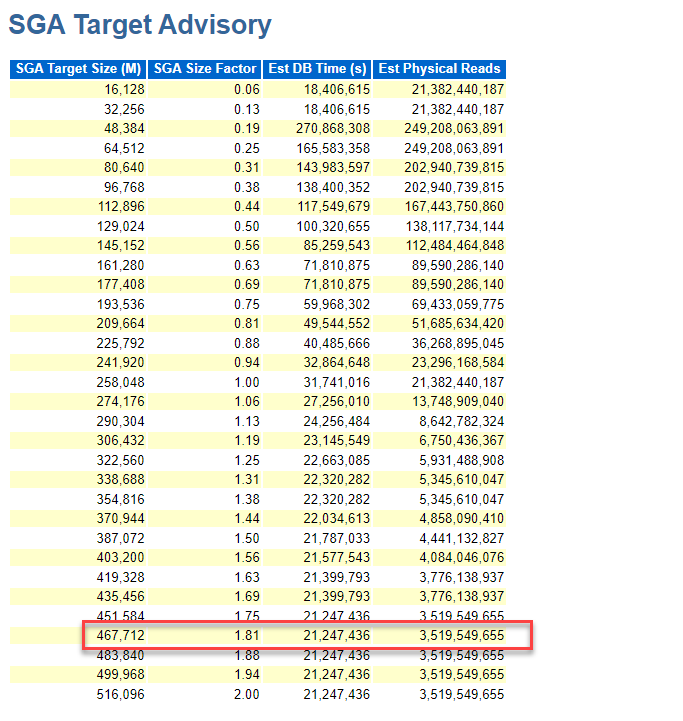 SGA Target Advisory
SGA Target Size (M) SGA Size Factor Est DB Time (s) Est Physical Reads
16,128 0.06 18,406,615 21,382,440,187
32,256 0.13 18,406,615 21,382,440,187
48,384 0.19 270,868,308 249,208,063,891
64,512 0.25 165,583,358 249,208,063,891
80,640 0.31 143,983,597 202,940,739,815
96,768 0.38 138,400,352 202,940,739,815
112,896 0.44 117,549,679 167,443,750,860
129,024 0.50 100,320,655 138,117,734,144
145,152 0.56 85,259,543 112,484,464,848
161,280 0.63 71,810,875 89,590,286,140
177,408 0.69 71,810,875 89,590,286,140
193,536 0.75 59,968,302 69,433,059,775
209,664 0.81 49,544,552 51,685,634,420
225,792 0.88 40,485,666 36,268,895,045
241,920 0.94 32,864,648 23,296,168,584
258,048 1.00 31,741,016 21,382,440,187
274,176 1.06 27,256,010 13,748,909,040
290,304 1.13 24,256,484 8,642,782,324
306,432 1.19 23,145,549 6,750,436,367
322,560 1.25 22,663,085 5,931,488,908
338,688 1.31 22,320,282 5,345,610,047
354,816 1.38 22,320,282 5,345,610,047
370,944 1.44 22,034,613 4,858,090,410
387,072 1.50 21,787,033 4,441,132,827
403,200 1.56 21,577,543 4,084,046,076
419,328 1.63 21,399,793 3,776,138,937
435,456 1.69 21,399,793 3,776,138,937
451,584 1.75 21,247,436 3,519,549,655
467,712 1.81 21,247,436 3,519,549,655
483,840 1.88 21,247,436 3,519,549,655
499,968 1.94 21,247,436 3,519,549,655
516,096 2.00 21,247,436 3,519,549,655